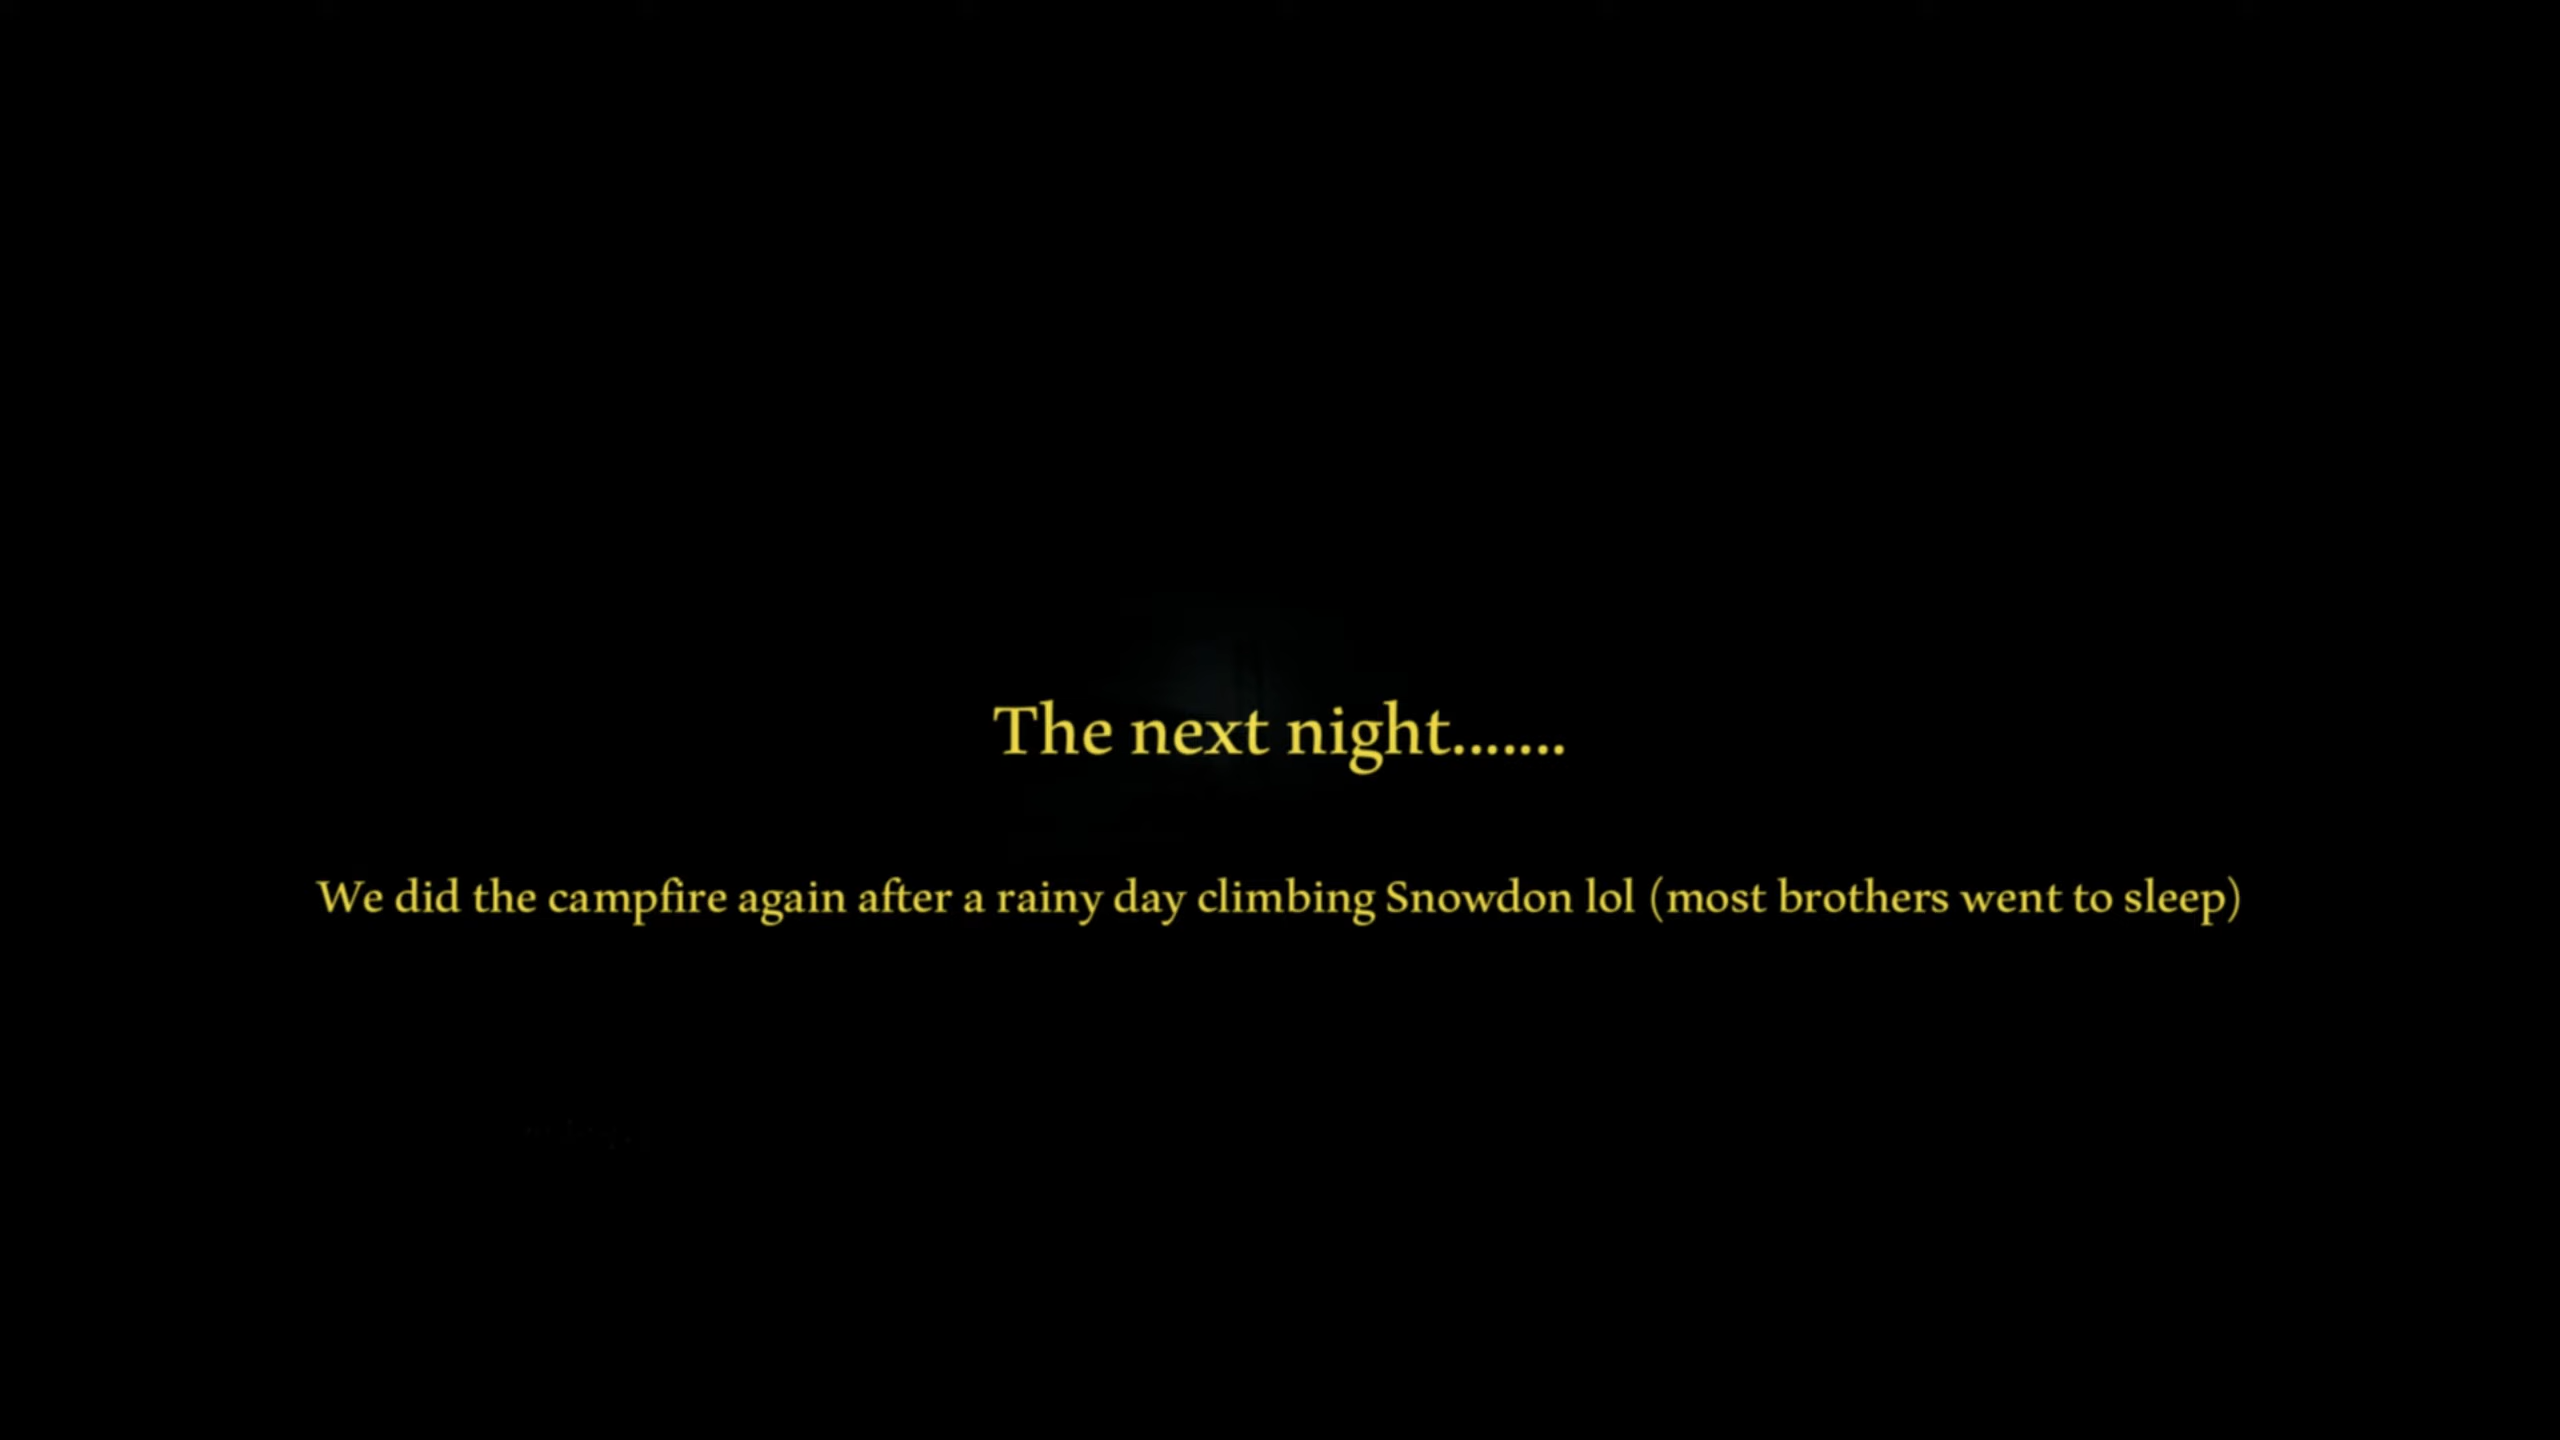 The next night.......
We did the campfire again after a rainy day climbing Snowdon lol (most brothers went to sleep)